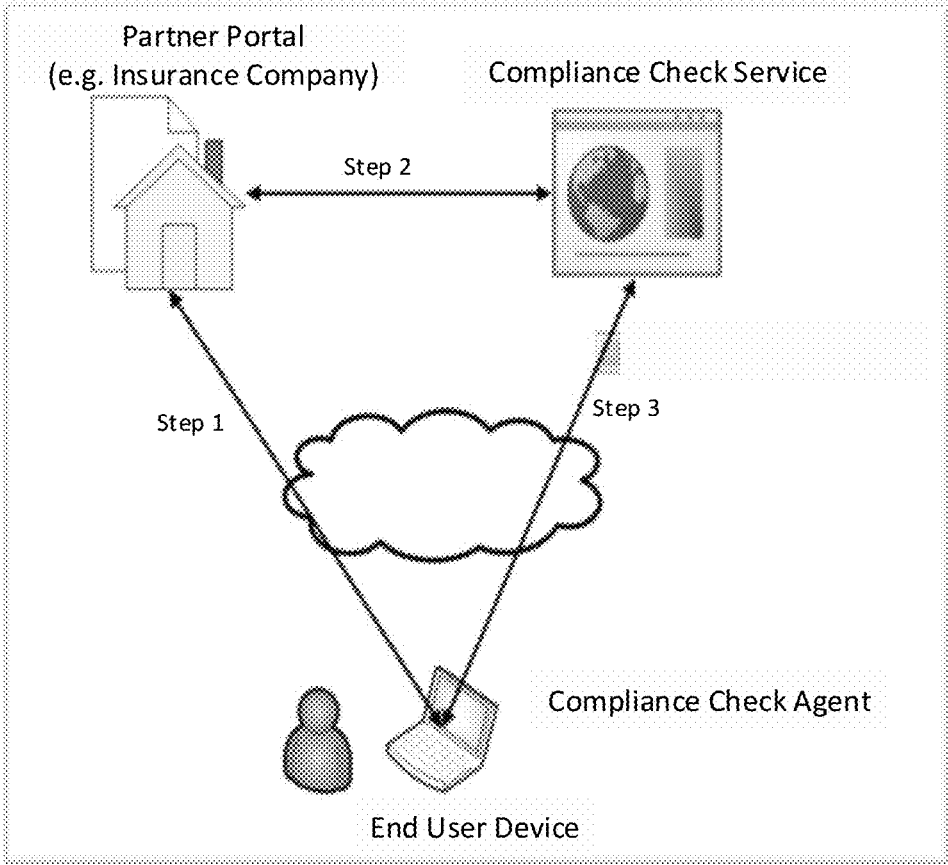 Partner Portal
(e.g. Insurance Company)
Compliance Check Service
Step 2
Step 1
Step 3
Compliance Check Agent
End User Device